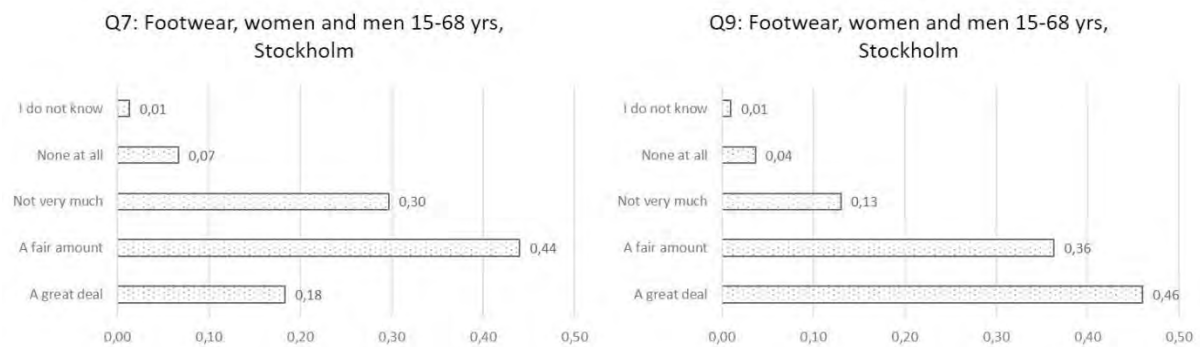 Q7: Footwear, women and men 15-68 yrs,
Stockholm
I do not know
0,01
None at all
0,07
Not very much
0,30
A fair amount
0,44
A great deal
0,18
0,00 0,10 0,20 0,30 0,40 0,50
Q9: Footwear, women and men 15-68 yrs,
Stockholm
I do not know
0,01
None at all
0,04
Not very much
0,13
A fair amount
0,36
A great deal
0,46
0,00 0,10 0,20 0,30 0,40 0,50